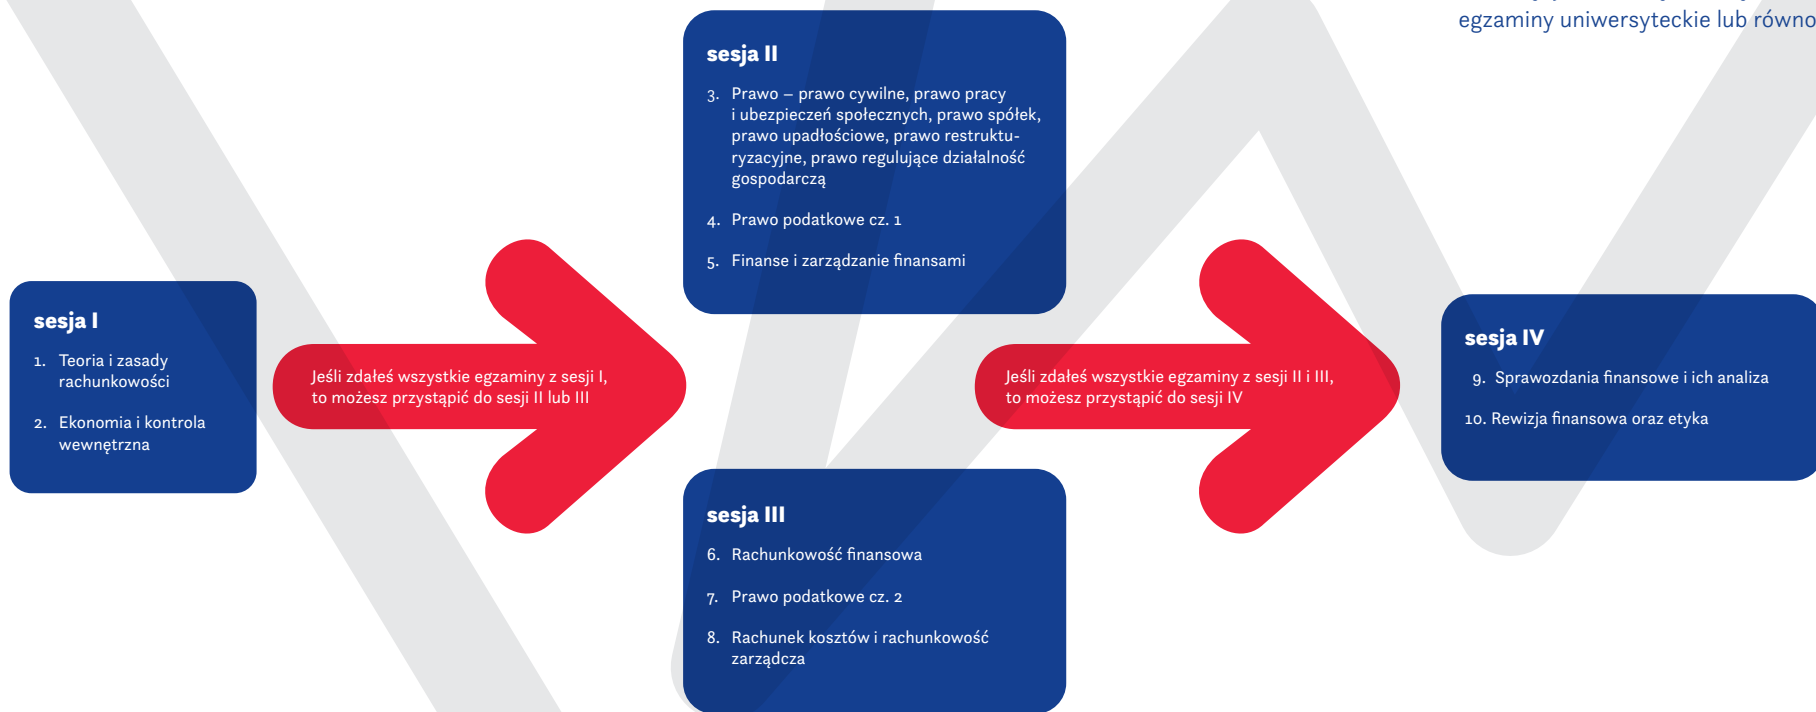 egzaminy uniwersyteckie lub równo
sesja I
1. Teoria i zasady
rachunkowości
2. Ekonomia i kontrola
wewnętrzna
Jeśli zdałeś wszystkie egzaminy z sesji I,
to możesz przystąpić do sesji II lub III
sesja II
3. Prawo – prawo cywilne, prawo pracy
i ubezpieczeń społecznych, prawo spółek,
prawo upadłościowe, prawo restruktu-
ryzacyjne, prawo regulujące działalność
gospodarczą
4. Prawo podatkowe cz. 1
5. Finanse i zarządzanie finansami
sesja III
6. Rachunkowość finansowa
7. Prawo podatkowe cz. 2
8. Rachunek kosztów i rachunkowość
zarządcza
Jeśli zdałeś wszystkie egzaminy z sesji II i III,
to możesz przystąpić do sesji IV
sesja IV
9. Sprawozdania finansowe i ich analiza
10. Rewizja finansowa oraz etyka